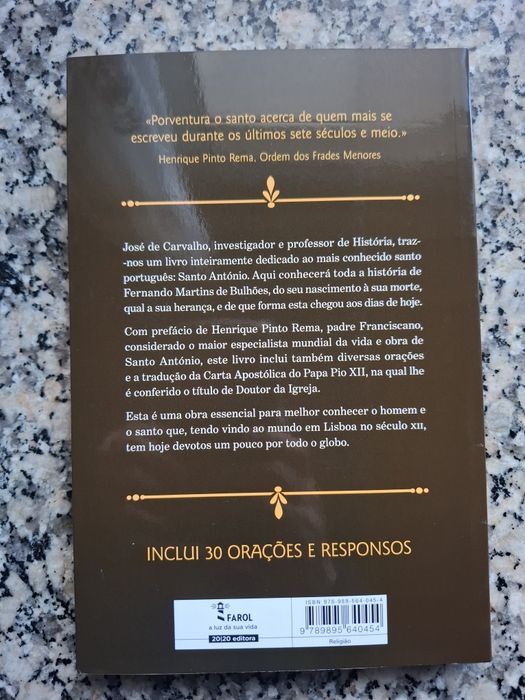 «Porventura o santo acerca de quem mais se
escreveu durante os últimos sete séculos e meio.»
Henrique Pinto Rema, Ordem dos Frades Menores
José de Carvalho, investigador e professor de História, traz-
-nos um livro inteiramente dedicado ao mais conhecido santo
português: Santo António. Aqui conhecerá toda a história de
Fernando Martins de Bulhões, do seu nascimento à sua morte,
qual a sua herança, e de que forma esta chegou aos dias de hoje.
Com prefácio de Henrique Pinto Rema, padre Franciscano,
considerado o maior especialista mundial da vida e obra de
Santo António, este livro inclui também diversas orações
e a tradução da Carta Apostólica do Papa Pio XII, na qual lhe
é conferido o título de Doutor da Igreja.
Esta é uma obra essencial para melhor conhecer o homem e
o santo que, tendo vindo ao mundo em Lisboa no século XII,
tem hoje devotos um pouco por todo o globo.
INCLUI 30 ORAÇÕES E RESPONSOS
FAROL
a luz da sua vida
20|20 editora
ISBN 978-989-564-045-4
9 789895 640454
Religião